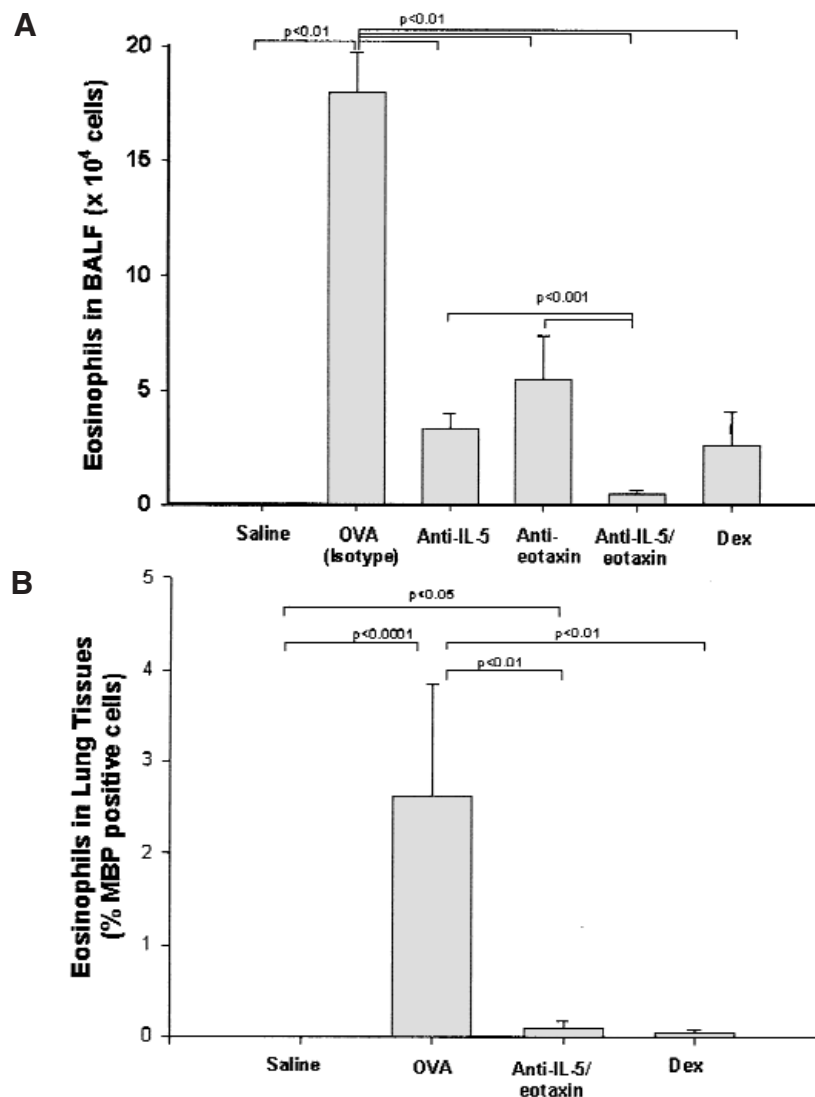 A
Eosinophils in BALF (x 10⁴ cells)
20
15
10
5
0
p<0.01
p<0.01
p<0.001
Saline
OVA
(Isotype)
Anti-IL-5
Anti-
eotaxin
Anti-IL-5/
eotaxin
Dex
B
Eosinophils in Lung Tissues
(% MBP positive cells)
5
4
3
2
1
0
p<0.05
p<0.0001
p<0.01
p<0.01
Saline
OVA
Anti-IL-5/
eotaxin
Dex